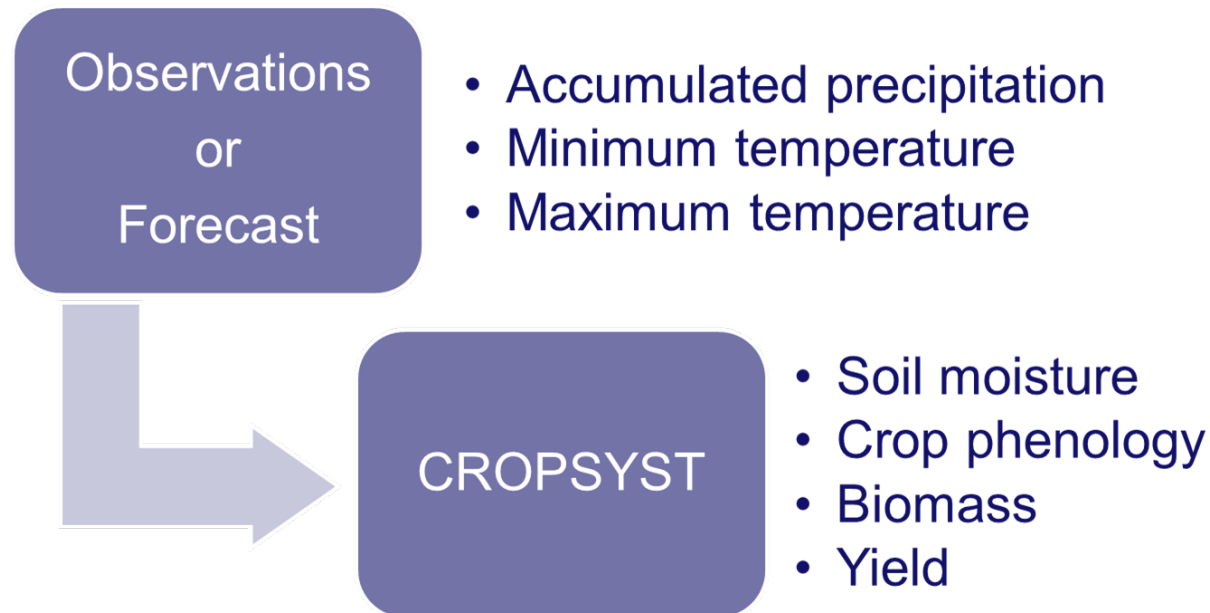 Observations
or
Forecast
• Accumulated precipitation
• Minimum temperature
• Maximum temperature
CROPSYST
• Soil moisture
• Crop phenology
• Biomass
• Yield